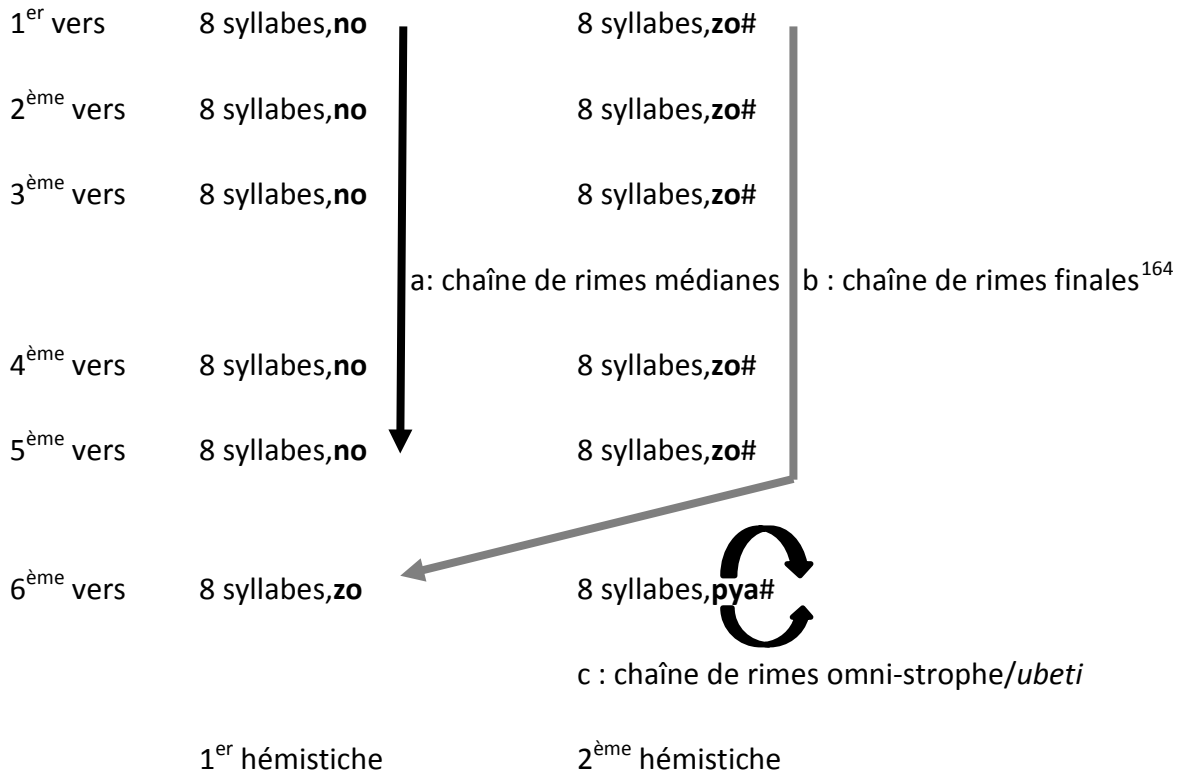 1er vers 8 syllabes,no 8 syllabes,zo#
2ème vers 8 syllabes,no 8 syllabes,zo#
3ème vers 8 syllabes,no 8 syllabes,zo#
a: chaîne de rimes médianes b : chaîne de rimes finales164
4ème vers 8 syllabes,no 8 syllabes,zo#
5ème vers 8 syllabes,no 8 syllabes,zo#
6ème vers 8 syllabes,zo 8 syllabes,pya#
c : chaîne de rimes omni-strophe/ubeti
1er hémistiche 2ème hémistiche